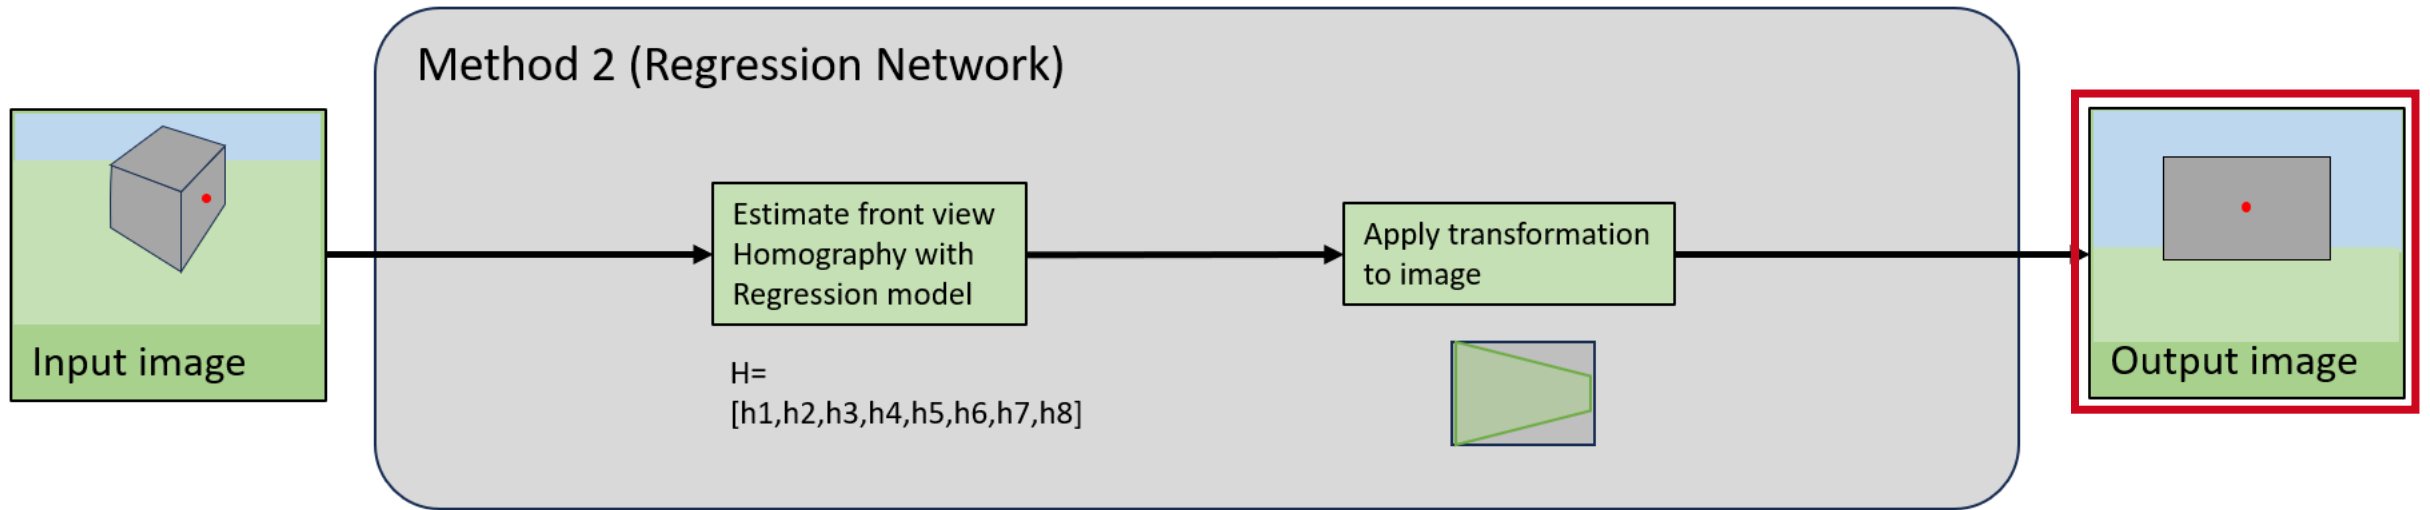 Method 2 (Regression Network)
Input image
Estimate front view
Homography with
Regression model
H=
[h1,h2,h3,h4,h5,h6,h7,h8]
Apply transformation
to image
Output image